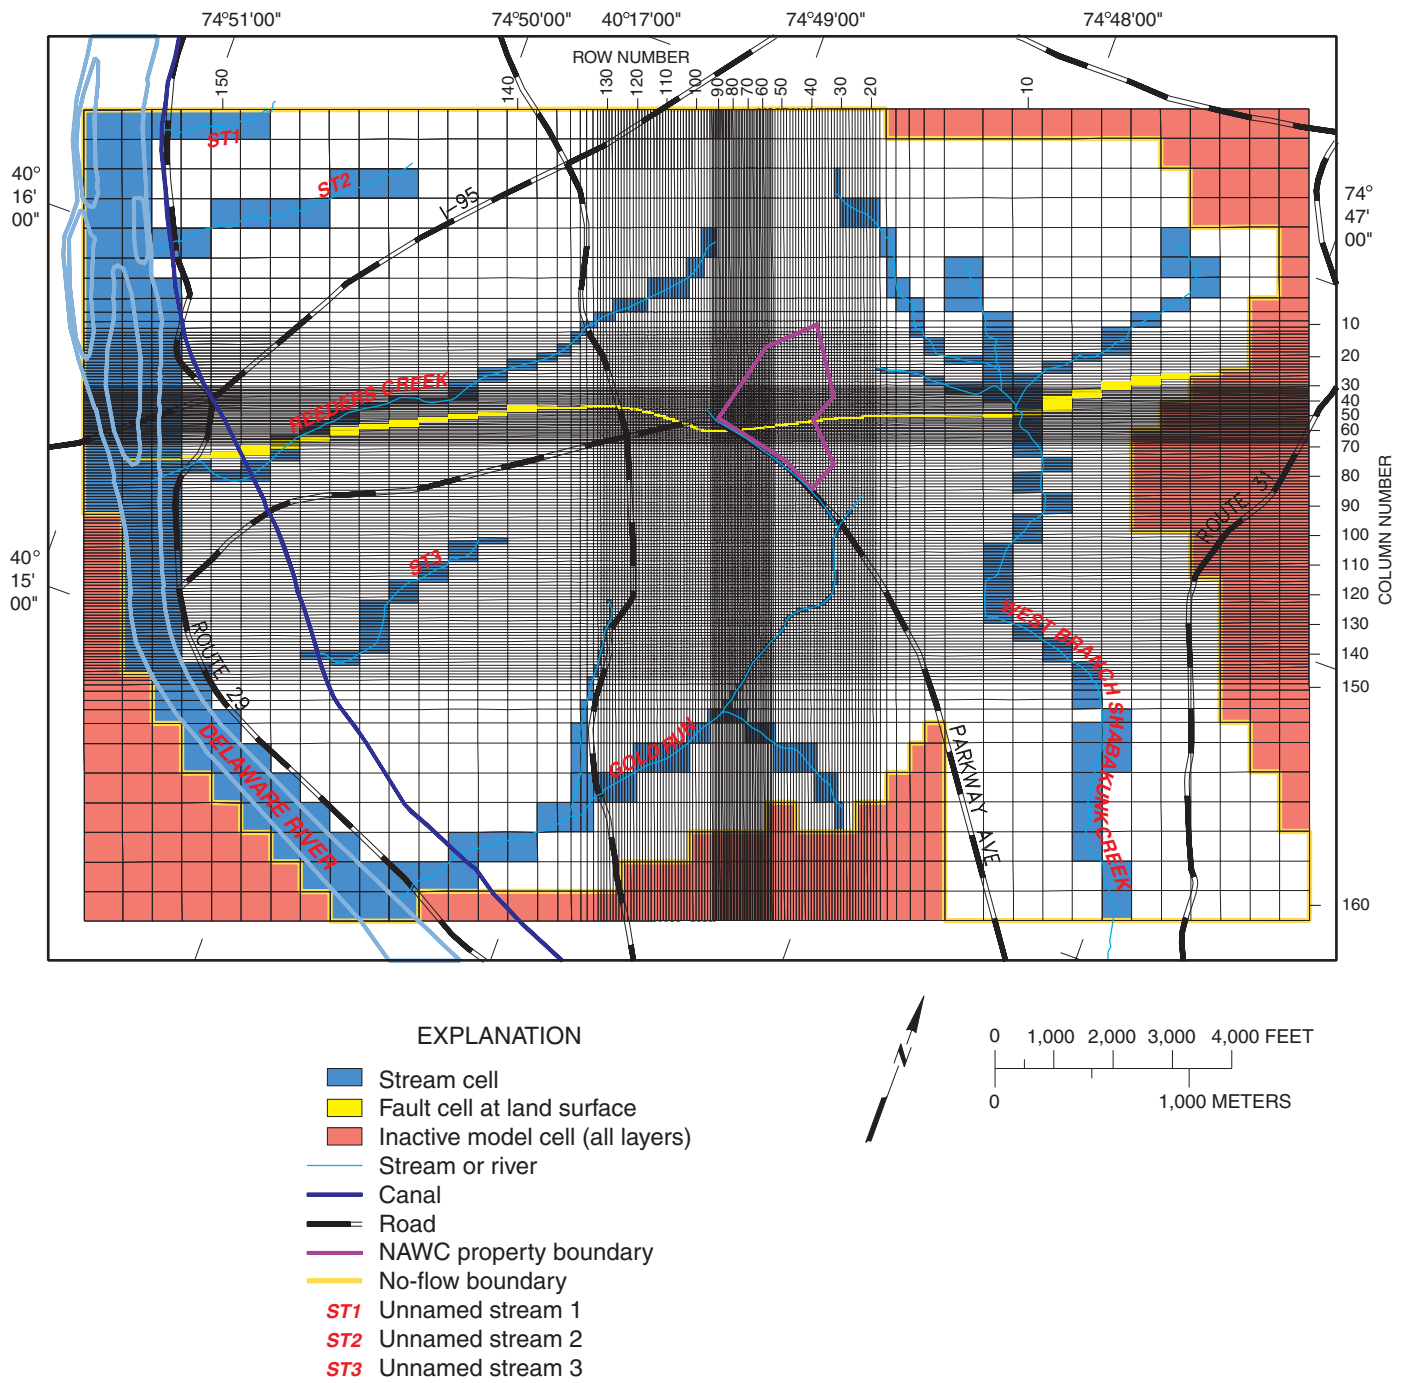 74°51'00"
74°50'00"
40°17'00"
74°49'00"
74°48'00"
ROW NUMBER
150
140
130
120
110
100
90
80
70
60
50
40
30
20
10
40°
16'
00"
74°
47'
00"
ST1
ST2
I-95
HEEDERS CREEK
10
20
30
40
50
60
70
80
90
100
110
120
130
140
150
160
COLUMN NUMBER
ROUTE 31
40°
15'
00"
ST3
ROUTE 29
WEST BRANCH SHABAKUNK CREEK
GOLD RUN
DELAWARE RIVER
PARKWAY AVE
EXPLANATION
Stream cell
Fault cell at land surface
Inactive model cell (all layers)
Stream or river
Canal
Road
NAWC property boundary
No-flow boundary
ST1 Unnamed stream 1
ST2 Unnamed stream 2
ST3 Unnamed stream 3
N
0 1,000 2,000 3,000 4,000 FEET
0 1,000 METERS